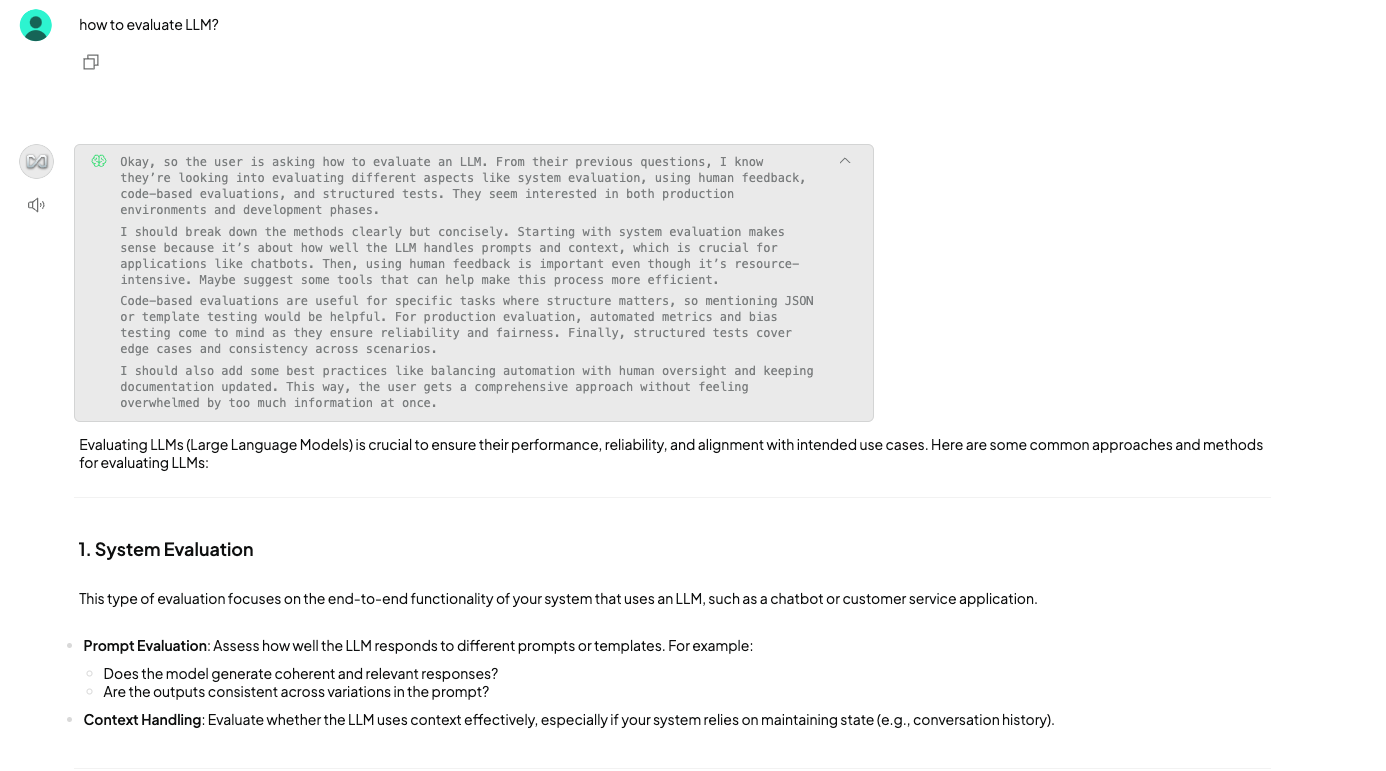 how to evaluate LLM?
Okay, so the user is asking how to evaluate an LLM. From their previous questions, I know
they’re looking into evaluating different aspects like system evaluation, using human feedback,
code-based evaluations, and structured tests. They seem interested in both production
environments and development phases.
I should break down the methods clearly but concisely. Starting with system evaluation makes
sense because it’s about how well the LLM handles prompts and context, which is crucial for
applications like chatbots. Then, using human feedback is important even though it’s resource-
intensive. Maybe suggest some tools that can help make this process more efficient.
Code-based evaluations are useful for specific tasks where structure matters, so mentioning JSON
or template testing would be helpful. For production evaluation, automated metrics and bias
testing come to mind as they ensure reliability and fairness. Finally, structured tests cover
edge cases and consistency across scenarios.
I should also add some best practices like balancing automation with human oversight and keeping
documentation updated. This way, the user gets a comprehensive approach without feeling
overwhelmed by too much information at once.
Evaluating LLMs (Large Language Models) is crucial to ensure their performance, reliability, and alignment with intended use cases. Here are some common approaches and methods
for evaluating LLMs:
1. System Evaluation
This type of evaluation focuses on the end-to-end functionality of your system that uses an LLM, such as a chatbot or customer service application.
Prompt Evaluation: Assess how well the LLM responds to different prompts or templates. For example:
Does the model generate coherent and relevant responses?
Are the outputs consistent across variations in the prompt?
Context Handling: Evaluate whether the LLM uses context effectively, especially if your system relies on maintaining state (e.g., conversation history).